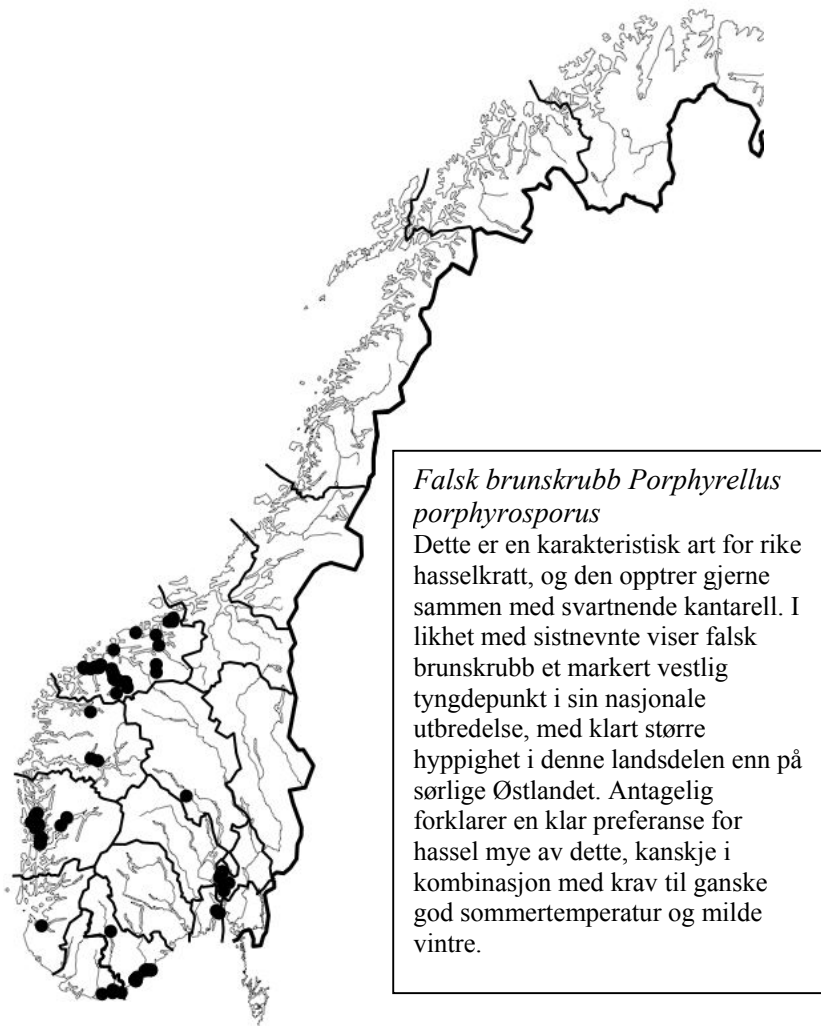 Falsk brunskrubb Porphyrellus
porphyrosporus
Dette er en karakteristisk art for rike
hasselkratt, og den opptrer gjerne
sammen med svartnende kantarell. I
likhet med sistnevnte viser falsk
brunskrubb et markert vestlig
tyngdepunkt i sin nasjonale
utbredelse, med klart større
hyppighet i denne landsdelen enn på
sørlige Østlandet. Antagelig
forklarer en klar preferanse for
hassel mye av dette, kanskje i
kombinasjon med krav til ganske
god sommertemperatur og milde
vintre.